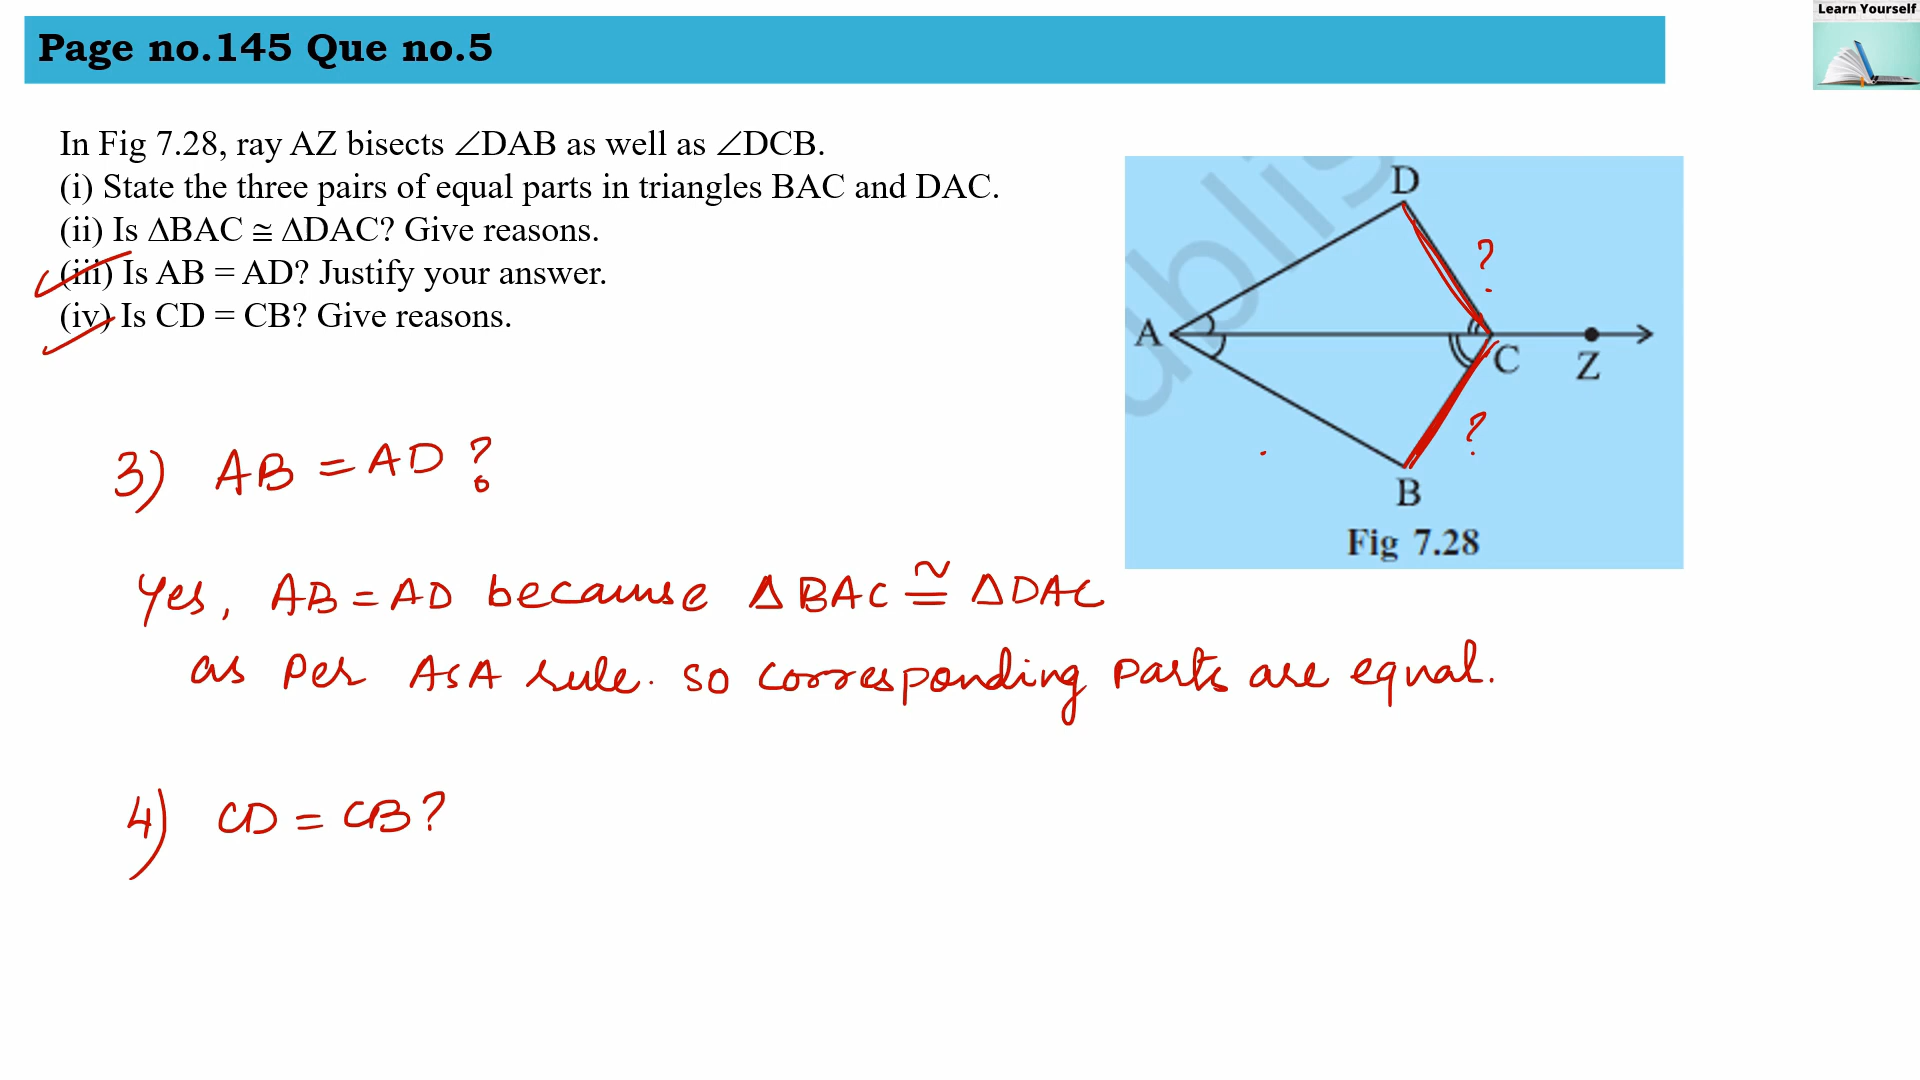 Page no.145 Que no.5
Learn Yourself
In Fig 7.28, ray AZ bisects ∠DAB as well as ∠DCB.
(i) State the three pairs of equal parts in triangles BAC and DAC.
(ii) Is ΔBAC ≅ ΔDAC? Give reasons.
(iii) Is AB = AD? Justify your answer.
(iv) Is CD = CB? Give reasons.
D
?
A
C
Z
?
B
Fig 7.28
3) AB = AD ?
Yes, AB = AD because Δ BAC ≅ ΔDAC
as per ASA rule. so corresponding parts are equal.
4) CD = CB?